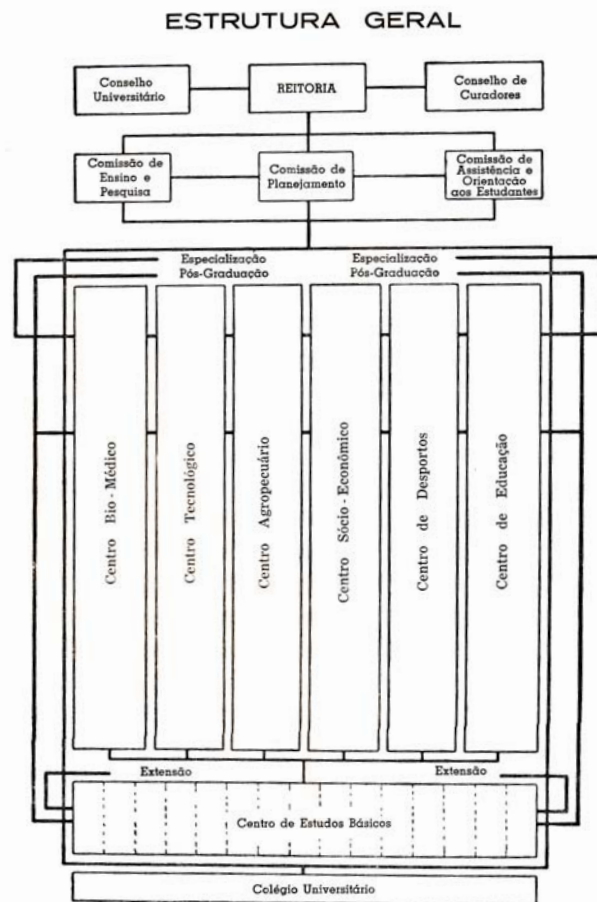 ESTRUTURA GERAL
Conselho
Universitário
REITORIA
Conselho de
Curadores
Comissão de
Ensino e
Pesquisa
Comissão de
Planejamento
Comissão de
Assistência e
Orientação
aos Estudantes
Especialização
Pós-Graduação
Especialização
Pós-Graduação
Centro Bio-Médico
Centro Tecnológico
Centro Agropecuário
Centro Sócio-Econômico
Centro de Desportos
Centro de Educação
Extensão
Extensão
Centro de Estudos Básicos
Colégio Universitário